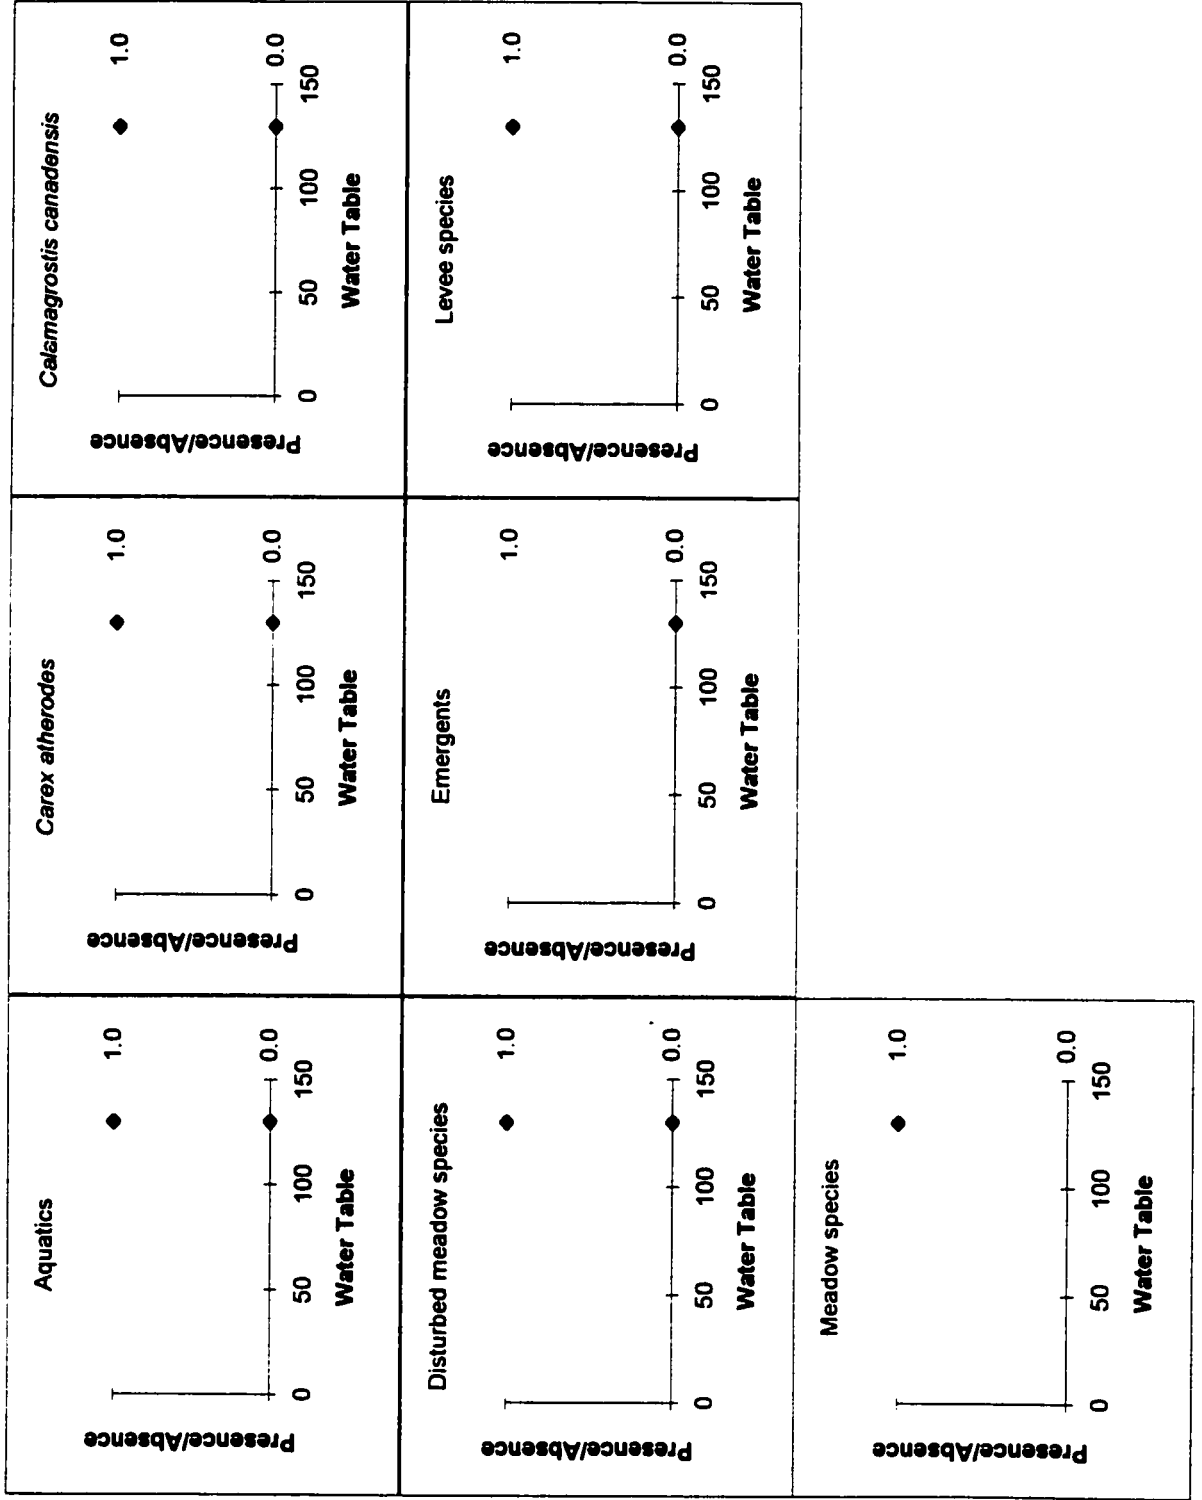 Aquatics
1.0
0.0
0 50 100 150
Water Table
Presence/Absence
Carex atherodes
1.0
0.0
0 50 100 150
Water Table
Presence/Absence
Calamagrostis canadensis
1.0
0.0
0 50 100 150
Water Table
Presence/Absence
Disturbed meadow species
1.0
0.0
0 50 100 150
Water Table
Presence/Absence
Emergents
1.0
0.0
0 50 100 150
Water Table
Presence/Absence
Levee species
1.0
0.0
0 50 100 150
Water Table
Presence/Absence
Meadow species
1.0
0.0
0 50 100 150
Water Table
Presence/Absence